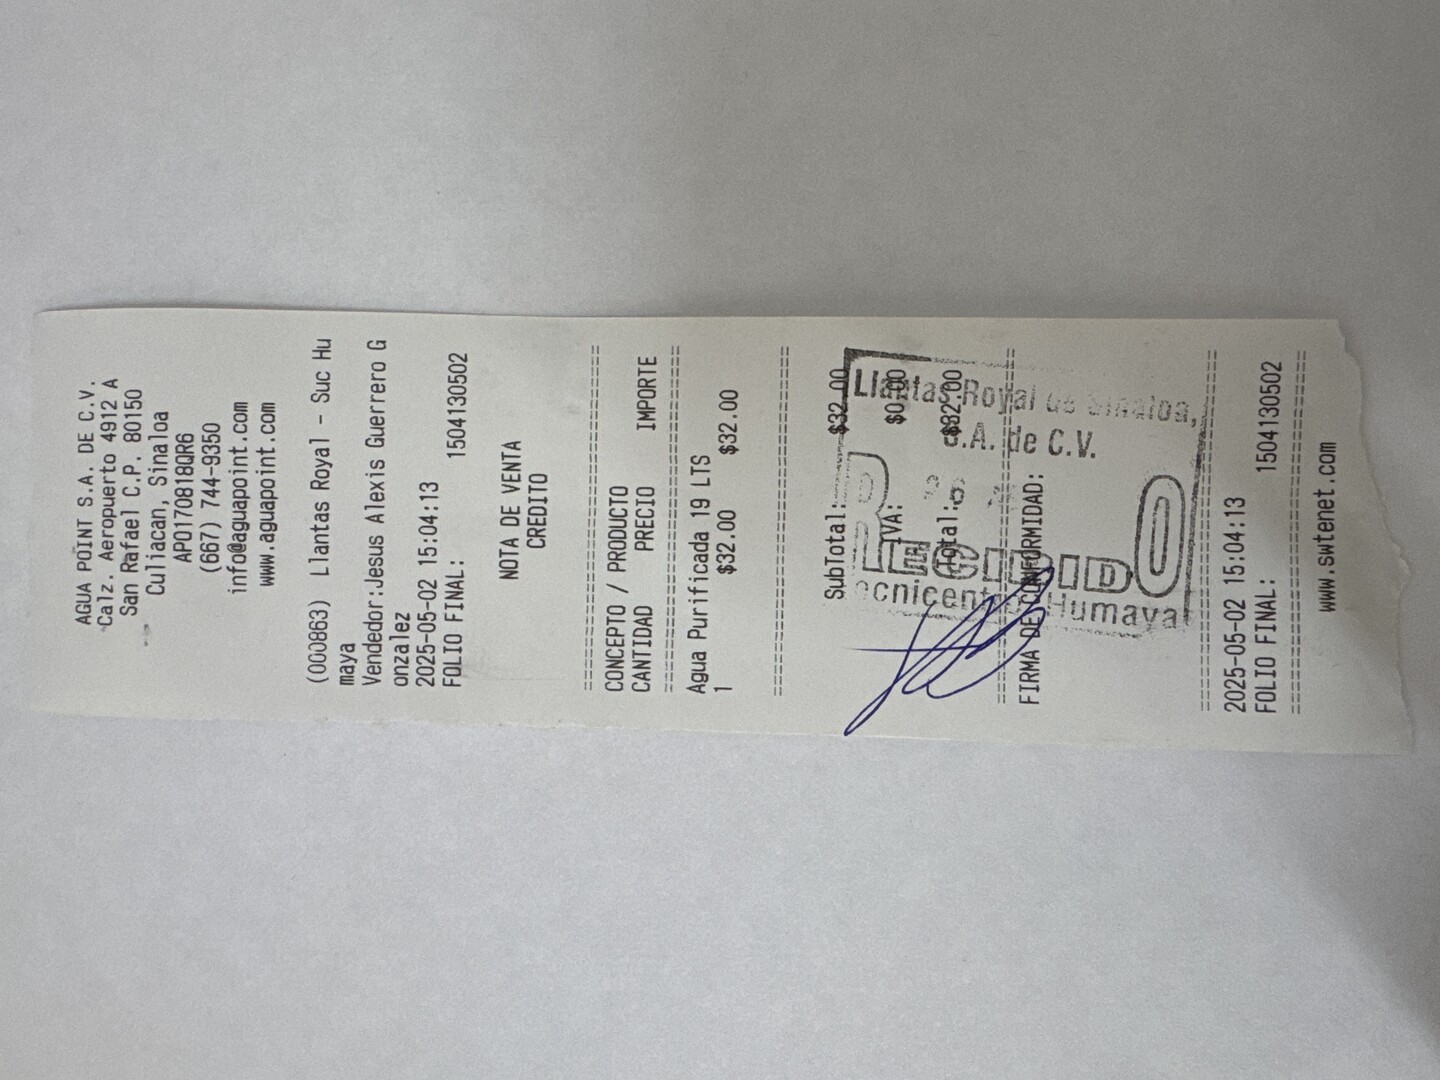 AGUA POINT S.A. DE C.V.
Calz. Aeropuerto 4912 A
San Rafael C.P. 80150
Culiacan, Sinaloa
APO170818QR6
(667) 744-9350
info@aguapoint.com
www.aguapoint.com
(000863) Llantas Royal - Suc Hu
maya
Vendedor:Jesus Alexis Guerrero G
onzalez
2025-05-02 15:04:13
FOLIO FINAL: 1504130502
NOTA DE VENTA
CREDITO
CONCEPTO / PRODUCTO
CANTIDAD PRECIO IMPORTE
Agua Purificada 19 LTS
1 $32.00 $32.00
SubTotal: $32.00
IVA: $0.00
Total: $32.00
Llantas Royal de Sinaloa,
S.A. de C.V.
RECIBIDO
Tecnicentro Humaya
FIRMA DE CONFORMIDAD:
2025-05-02 15:04:13
FOLIO FINAL: 1504130502
www.swtenet.com